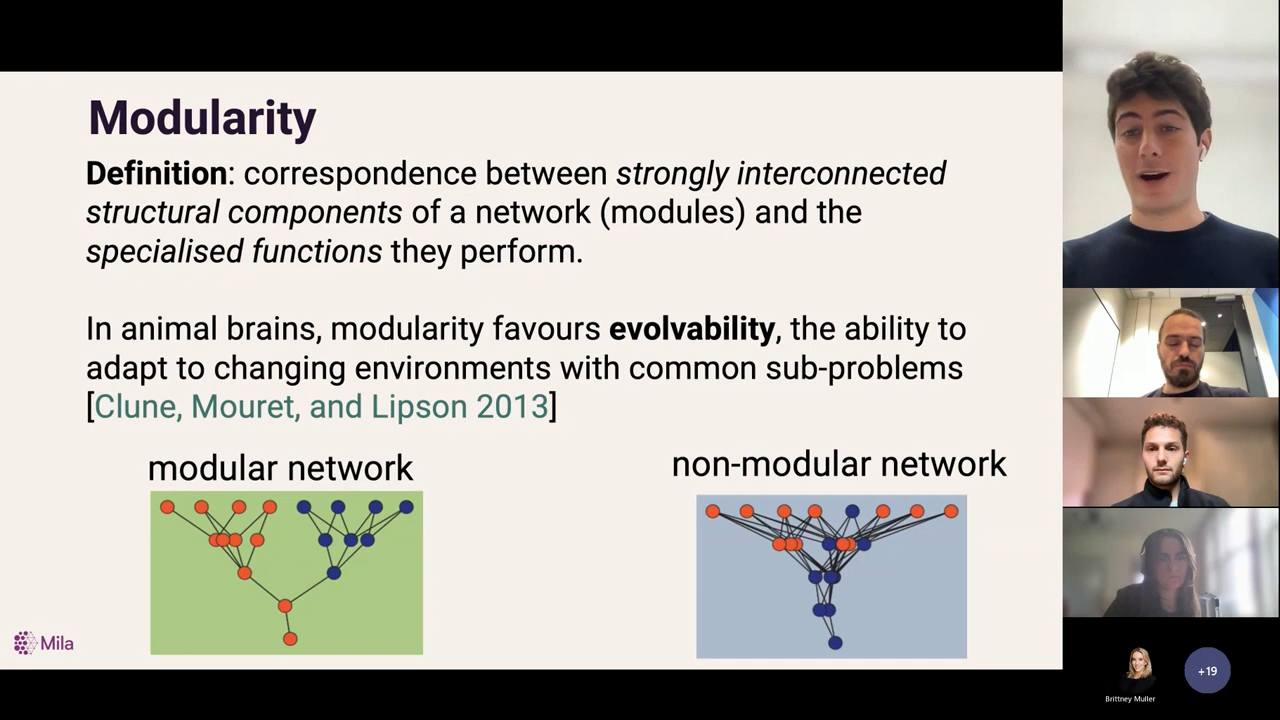 Modularity
Definition: correspondence between strongly interconnected
structural components of a network (modules) and the
specialised functions they perform.
In animal brains, modularity favours evolvability, the ability to
adapt to changing environments with common sub-problems
[Clune, Mouret, and Lipson 2013]
modular network
non-modular network
Mila
Brittney Muller
+19